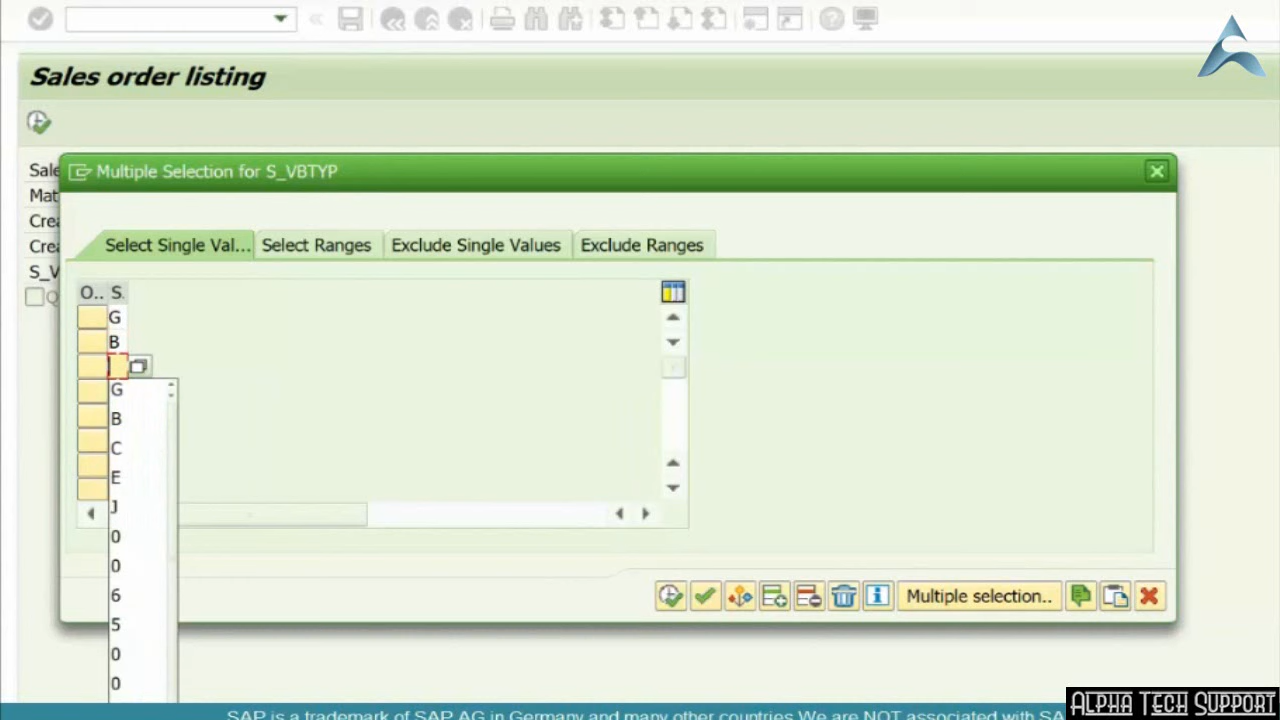 Sales order listing
Sale
Mat
Crea
Crea
S_V
Multiple Selection for S_VBTYP
Select Single Val...
Select Ranges
Exclude Single Values
Exclude Ranges
O.. S.
G
B
G
B
C
E
J
0
0
6
5
0
0
Multiple selection..
SAP is a trademark of SAP AG in Germany and many other countries.We are NOT associated with SA
ALPHA TECH SUPPORT